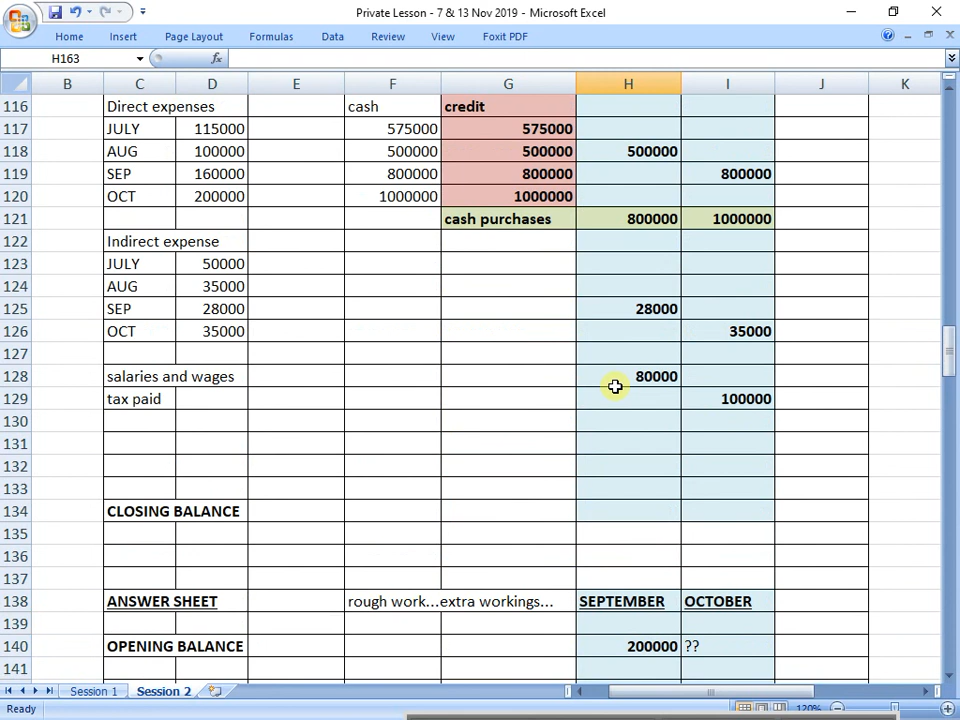 Private Lesson - 7 & 13 Nov 2019 - Microsoft Excel
Home Insert Page Layout Formulas Data Review View Foxit PDF
H163 fx
B C D E F G H I J K
116 Direct expenses cash credit
117 JULY 115000 575000 575000
118 AUG 100000 500000 500000 500000
119 SEP 160000 800000 800000 800000
120 OCT 200000 1000000 1000000
121 cash purchases 800000 1000000
122 Indirect expense
123 JULY 50000
124 AUG 35000
125 SEP 28000 28000
126 OCT 35000 35000
127
128 salaries and wages 80000
129 tax paid 100000
130
131
132
133
134 CLOSING BALANCE
135
136
137
138 ANSWER SHEET rough work...extra workings... SEPTEMBER OCTOBER
139
140 OPENING BALANCE 200000 ??
141
Session 1 Session 2
Ready 120%